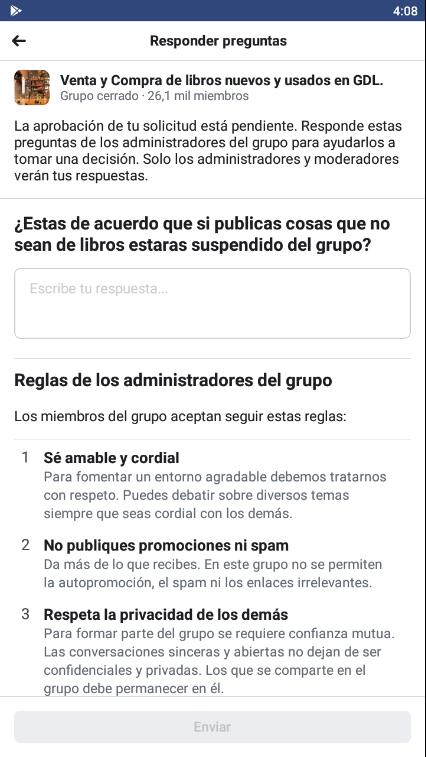 4:08
Responder preguntas
Venta y Compra de libros nuevos y usados en GDL.
Grupo cerrado · 26,1 mil miembros
La aprobación de tu solicitud está pendiente. Responde estas
preguntas de los administradores del grupo para ayudarlos a
tomar una decisión. Solo los administradores y moderadores
verán tus respuestas.
¿Estas de acuerdo que si publicas cosas que no
sean de libros estaras suspendido del grupo?
Escribe tu respuesta...
Reglas de los administradores del grupo
Los miembros del grupo aceptan seguir estas reglas:
1 Sé amable y cordial
Para fomentar un entorno agradable debemos tratarnos
con respeto. Puedes debatir sobre diversos temas
siempre que seas cordial con los demás.
2 No publiques promociones ni spam
Da más de lo que recibes. En este grupo no se permiten
la autopromoción, el spam ni los enlaces irrelevantes.
3 Respeta la privacidad de los demás
Para formar parte del grupo se requiere confianza mutua.
Las conversaciones sinceras y abiertas no dejan de ser
confidenciales y privadas. Los que se comparte en el
grupo debe permanecer en él.
Enviar